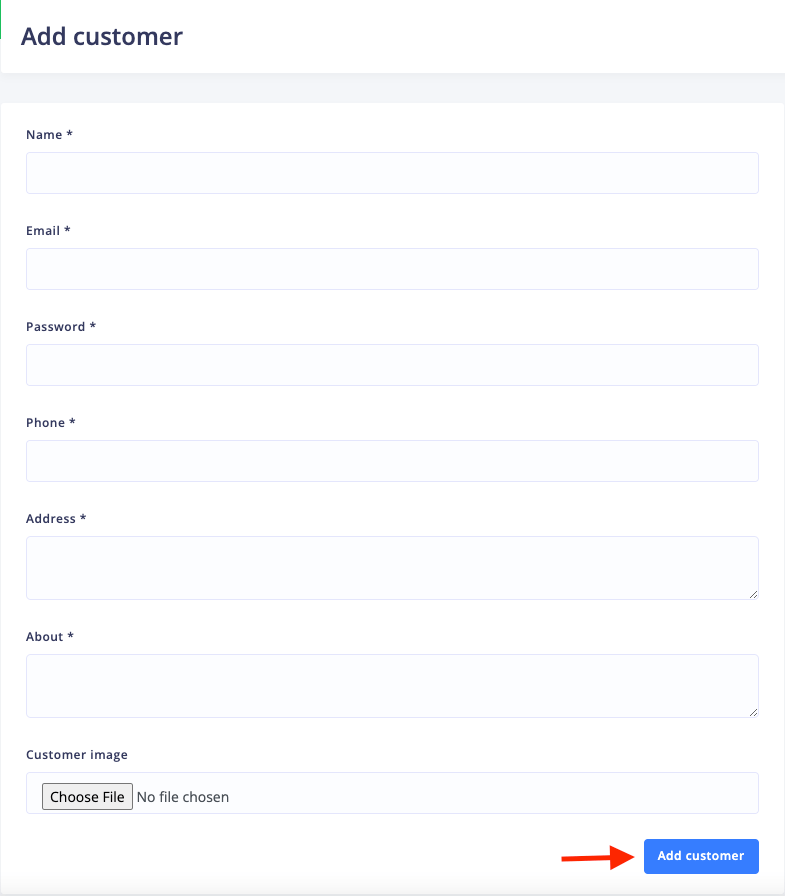 Add customer
Name *
Email *
Password *
Phone *
Address *
About *
Customer image
Choose File No file chosen
Add customer